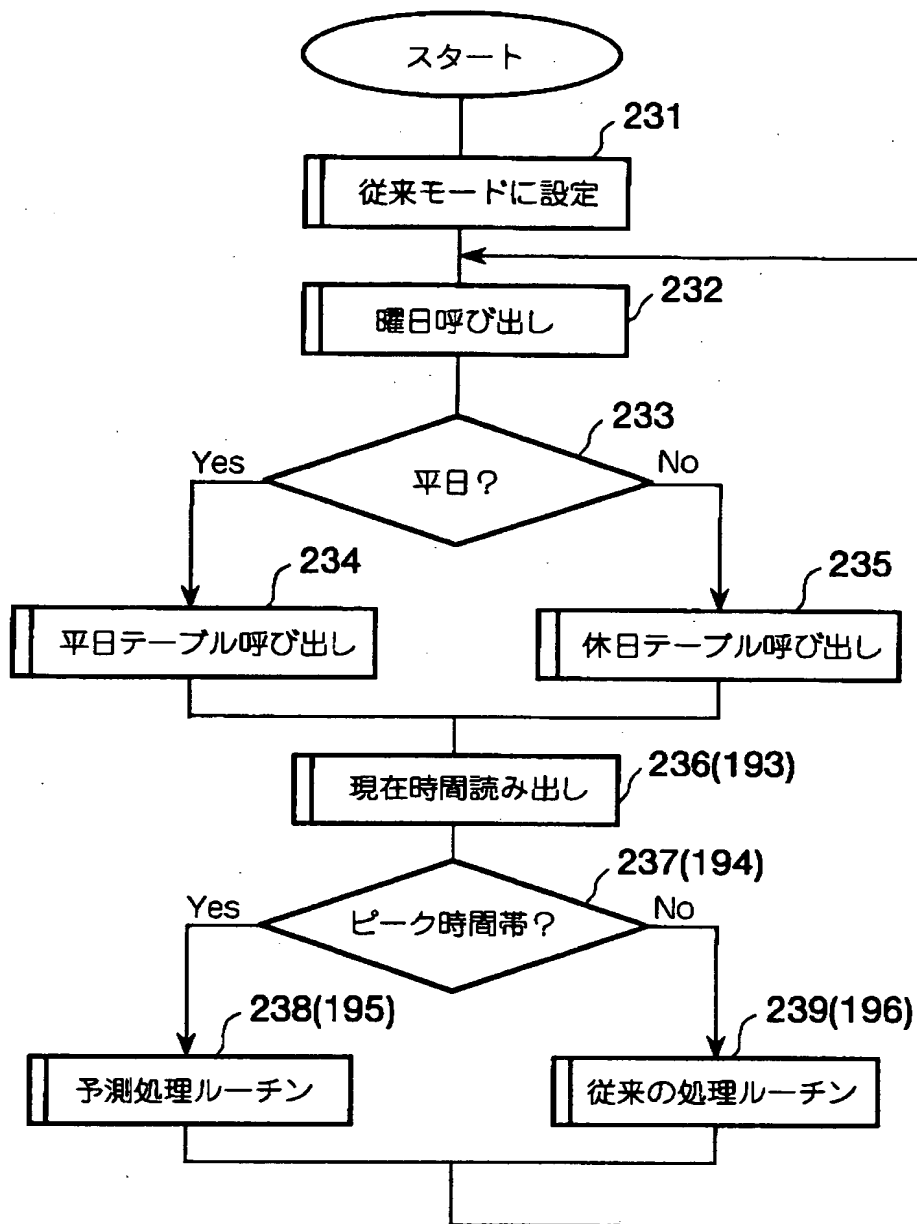 スタート
231
従来モードに設定
232
曜日呼び出し
233
Yes
No
平日？
234
235
平日テーブル呼び出し
休日テーブル呼び出し
現在時間読み出し
236(193)
237(194)
Yes
No
ピーク時間帯？
238(195)
239(196)
予測処理ルーチン
従来の処理ルーチン